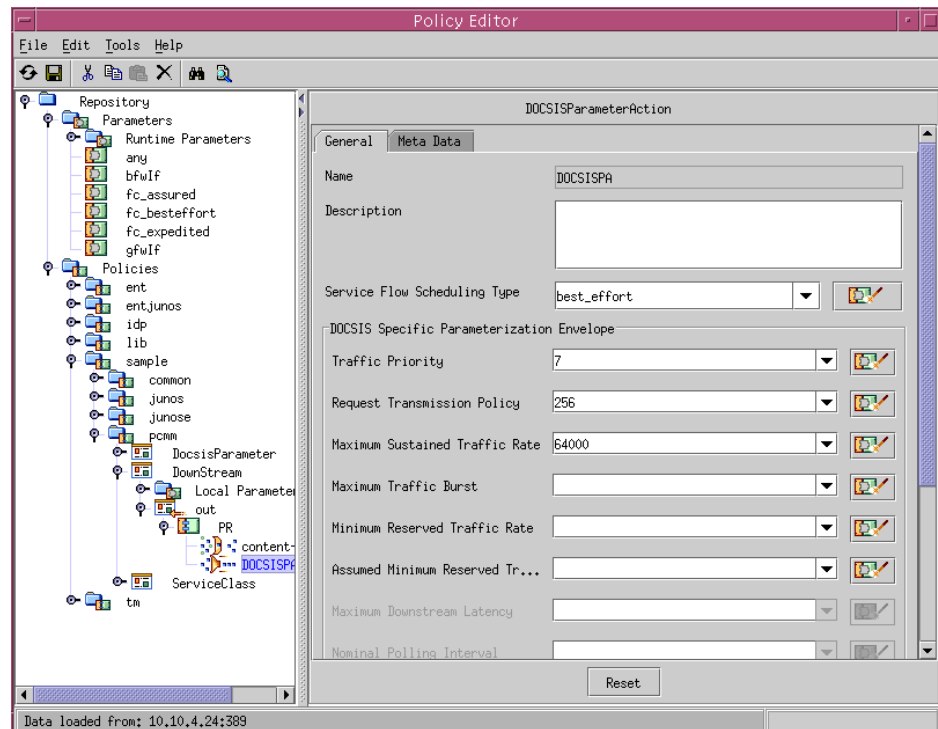 Policy Editor
File Edit Tools Help
Repository
Parameters
Runtime Parameters
any
bfwIf
fc_assured
fc_besteffort
fc_expedited
gfwIf
Policies
ent
entjunos
idp
lib
sample
common
junos
junose
pcmm
DocsisParameter
DownStream
Local Parameter
out
PR
content-
DOCSISPA
ServiceClass
tm
DOCSISParameterAction
General Meta Data
Name DOCSISPA
Description
Service Flow Scheduling Type best_effort
DOCSIS Specific Parameterization Envelope
Traffic Priority 7
Request Transmission Policy 256
Maximum Sustained Traffic Rate 64000
Maximum Traffic Burst
Minimum Reserved Traffic Rate
Assumed Minimum Reserved Tr...
Maximum Downstream Latency
Nominal Polling Interval
Reset
Data loaded from: 10.10.4.24:389